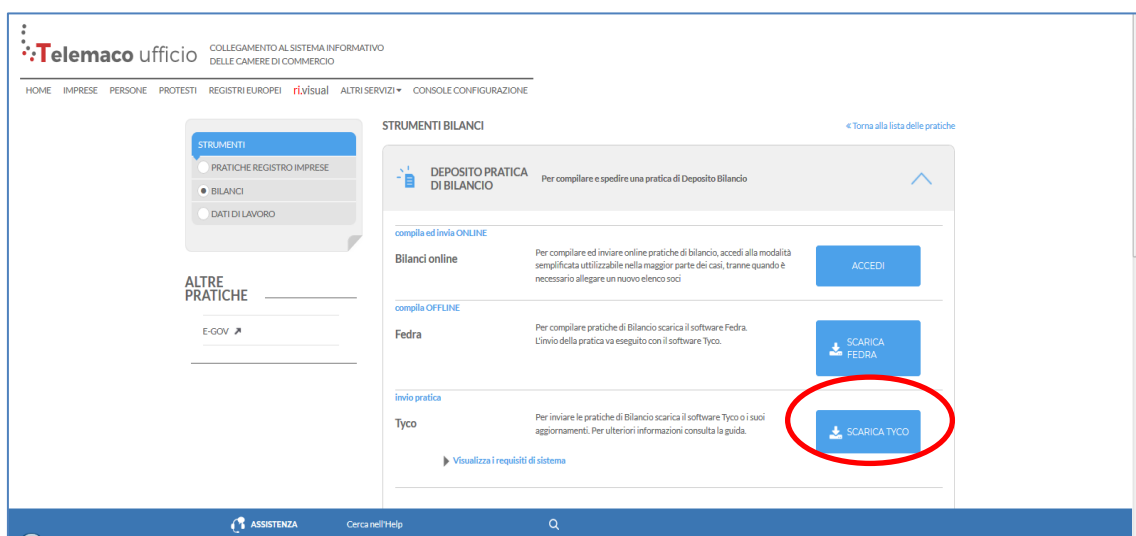 Telemaco ufficio
COLLEGAMENTO AL SISTEMA INFORMATIVO
DELLE CAMERE DI COMMERCIO
HOME IMPRESE PERSONE PROTESTI REGISTRI EUROPEI ri.visual ALTRI SERVIZI CONSOLE CONFIGURAZIONE
STRUMENTI
PRATICHE REGISTRO IMPRESE
BILANCI
DATI DI LAVORO
ALTRE
PRATICHE
E-GOV
STRUMENTI BILANCI
« Torna alla lista delle pratiche
DEPOSITO PRATICA
DI BILANCIO
Per compilare e spedire una pratica di Deposito Bilancio
compila ed invia ONLINE
Bilanci online
Per compilare ed inviare online pratiche di bilancio, accedi alla modalità
semplificata uttilizzabile nella maggior parte dei casi, tranne quando è
necessario allegare un nuovo elenco soci
ACCEDI
compila OFFLINE
Fedra
Per compilare pratiche di Bilancio scarica il software Fedra.
L'invio della pratica va eseguito con il software Tyco.
SCARICA
FEDRA
invio pratica
Tyco
Per inviare le pratiche di Bilancio scarica il software Tyco o i suoi
aggiornamenti. Per ulteriori informazioni consulta la guida.
SCARICA TYCO
Visualizza i requisiti di sistema
ASSISTENZA
Cerca nell'Help